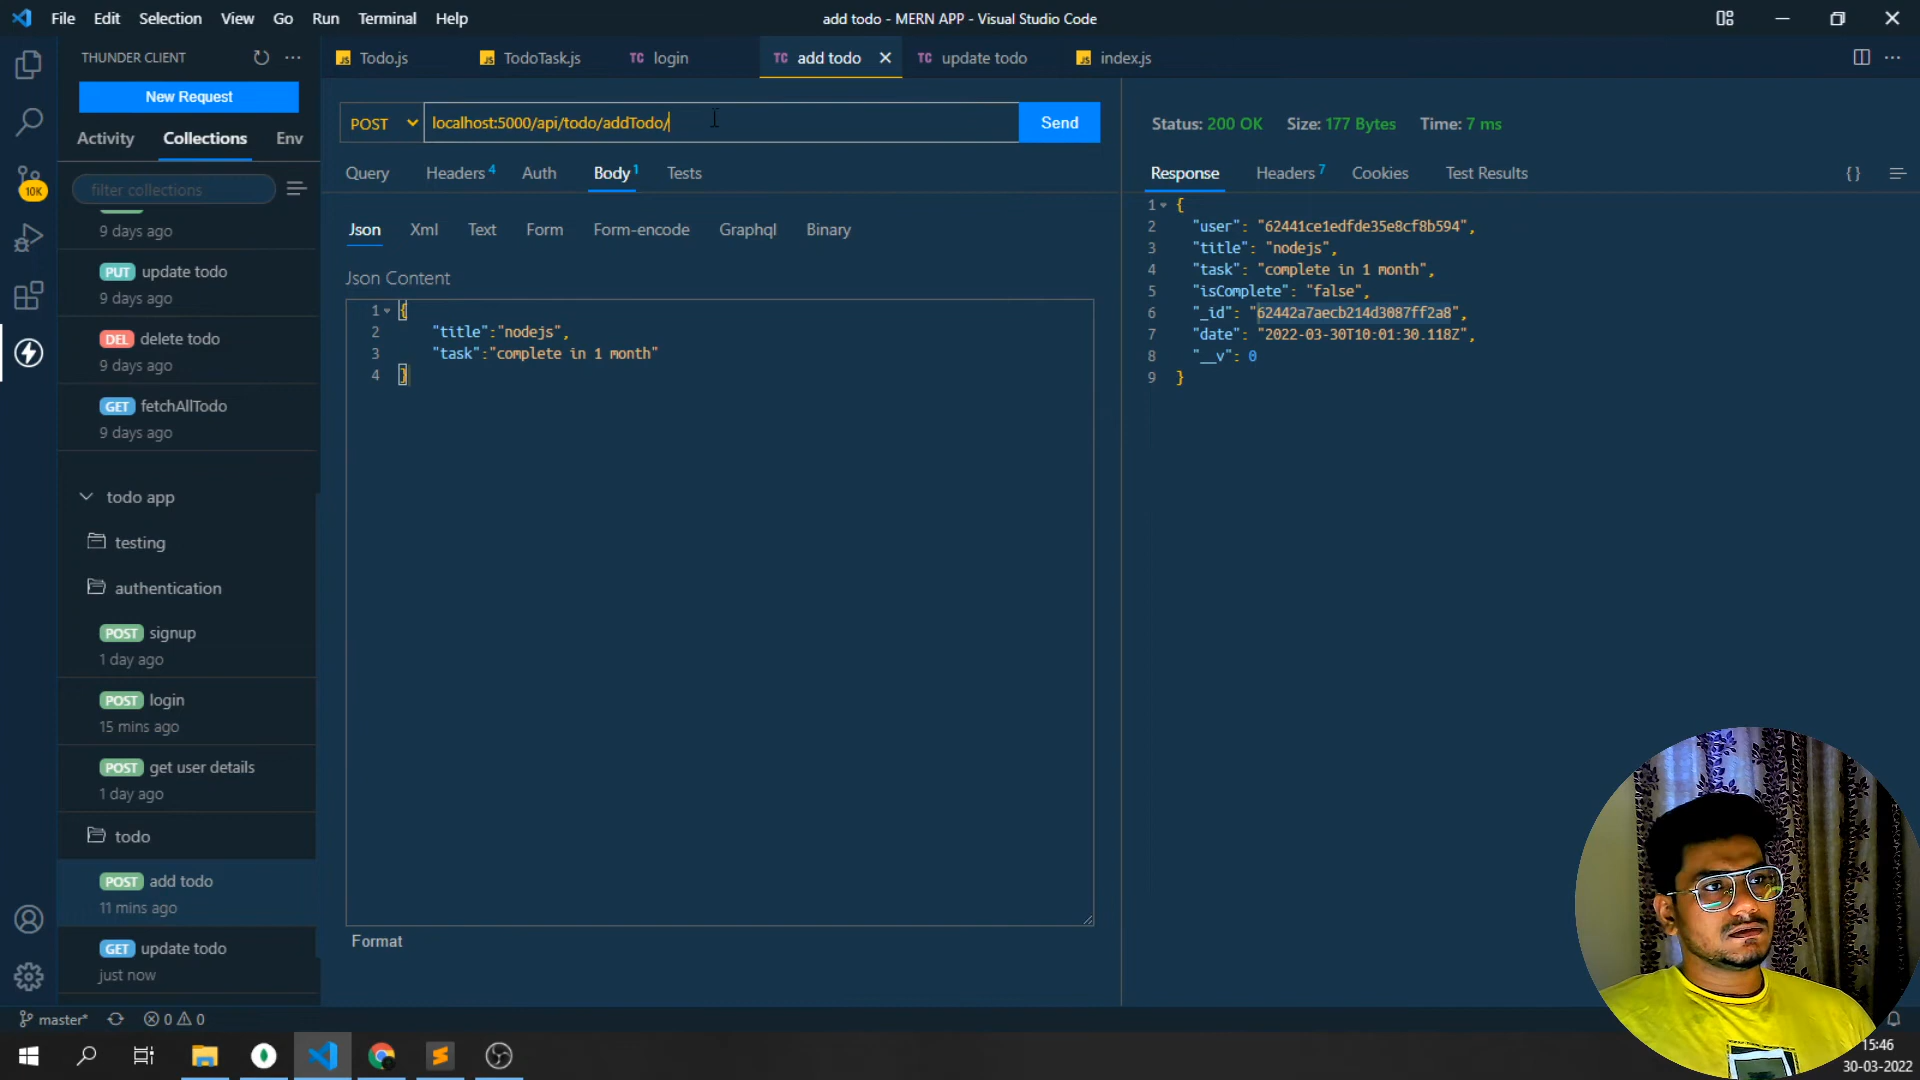 File Edit Selection View Go Run Terminal Help
add todo - MERN APP - Visual Studio Code
THUNDER CLIENT
New Request
Activity Collections Env
filter collections
9 days ago
PUT update todo
9 days ago
DEL delete todo
9 days ago
GET fetchAllTodo
9 days ago
todo app
testing
authentication
POST signup
1 day ago
POST login
15 mins ago
POST get user details
1 day ago
todo
POST add todo
11 mins ago
GET update todo
just now
10K
JS Todo.js
JS TodoTask.js
TC login
TC add todo
TC update todo
JS index.js
POST localhost:5000/api/todo/addTodo/ Send
Query Headers 4 Auth Body 1 Tests
Json Xml Text Form Form-encode Graphql Binary
Json Content
1 {
2 "title":"nodejs",
3 "task":"complete in 1 month"
4 }
Format
Status: 200 OK Size: 177 Bytes Time: 7 ms
Response Headers 7 Cookies Test Results {}
1 {
2 "user": "62441ce1edfde35e8cf8b594",
3 "title": "nodejs",
4 "task": "complete in 1 month",
5 "isComplete": "false",
6 "_id": "62442a7aecb214d3087ff2a8",
7 "date": "2022-03-30T10:01:30.118Z",
8 "__v": 0
9 }
master* 0 0
15:46
30-03-2022